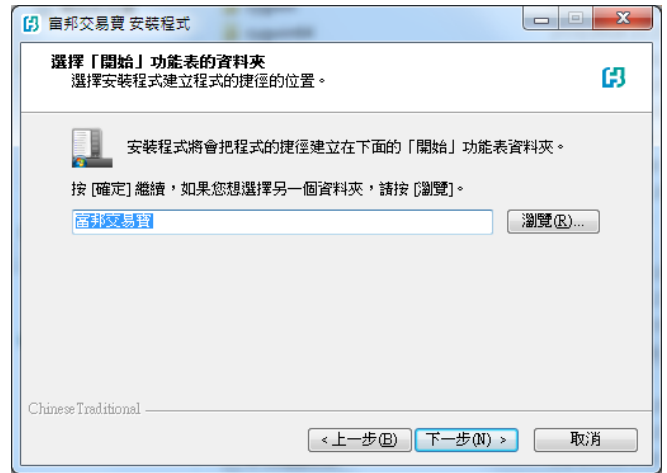 富邦交易寶 安裝程式
選擇「開始」功能表的資料夾
選擇安裝程式建立程式的捷徑的位置。
安裝程式將會把程式的捷徑建立在下面的「開始」功能表資料夾。
按 [確定] 繼續，如果您想選擇另一個資料夾，請按 [瀏覽]。
富邦交易寶
瀏覽(R)...
Chinese Traditional
< 上一步(B)
下一步(N) >
取消